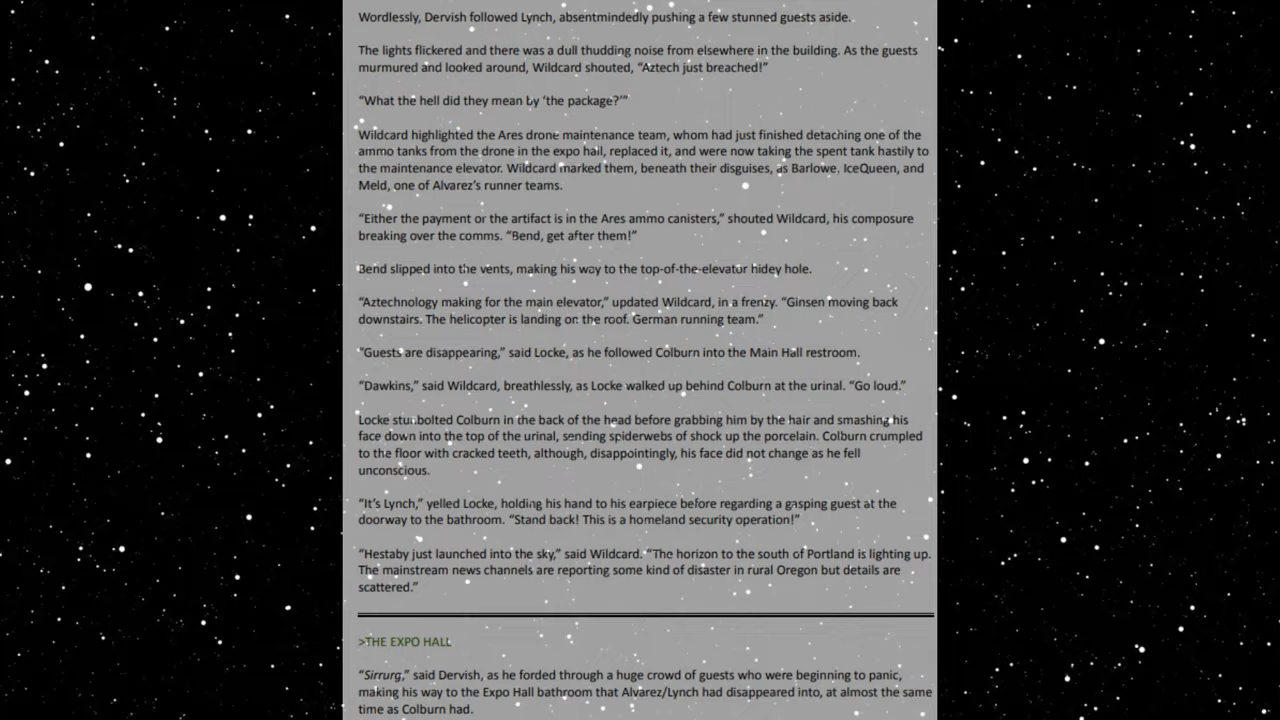 Wordlessly, Dervish followed Lynch, absentmindedly pushing a few stunned guests aside.
The lights flickered and there was a dull thudding noise from elsewhere in the building. As the guests
murmured and looked around, Wildcard shouted, “Aztech just breached!”
“What the hell did they mean by ‘the package?’”
Wildcard highlighted the Ares drone maintenance team, whom had just finished detaching one of the
ammo tanks from the drone in the expo hall, replaced it, and were now taking the spent tank hastily to
the maintenance elevator. Wildcard marked them, beneath their disguises, as Barlowe, IceQueen, and
Meld, one of Alvarez’s runner teams.
“Either the payment or the artifact is in the Ares ammo canisters,” shouted Wildcard, his composure
breaking over the comms. “Bend, get after them!”
Bend slipped into the vents, making his way to the top-of-the-elevator hidey hole.
“Aztechnology making for the main elevator,” updated Wildcard, in a frenzy. “Ginsen moving back
downstairs. The helicopter is landing on the roof. German running team.”
“Guests are disappearing,” said Locke, as he followed Colburn into the Main Hall restroom.
“Dawkins,” said Wildcard, breathlessly, as Locke walked up behind Colburn at the urinal. “Go loud.”
Locke stunbolted Colburn in the back of the head before grabbing him by the hair and smashing his
face down into the top of the urinal, sending spiderwebs of shock up the porcelain. Colburn crumpled
to the floor with cracked teeth, although, disappointingly, his face did not change as he fell
unconscious.
“It’s Lynch,” yelled Locke, holding his hand to his earpiece before regarding a gasping guest at the
doorway to the bathroom. “Stand back! This is a homeland security operation!”
“Hestaby just launched into the sky,” said Wildcard. “The horizon to the south of Portland is lighting up.
The mainstream news channels are reporting some kind of disaster in rural Oregon but details are
scattered.”
>THE EXPO HALL
“Sirrurg,” said Dervish, as he forded through a huge crowd of guests who were beginning to panic,
making his way to the Expo Hall bathroom that Alvarez/Lynch had disappeared into, at almost the same
time as Colburn had.